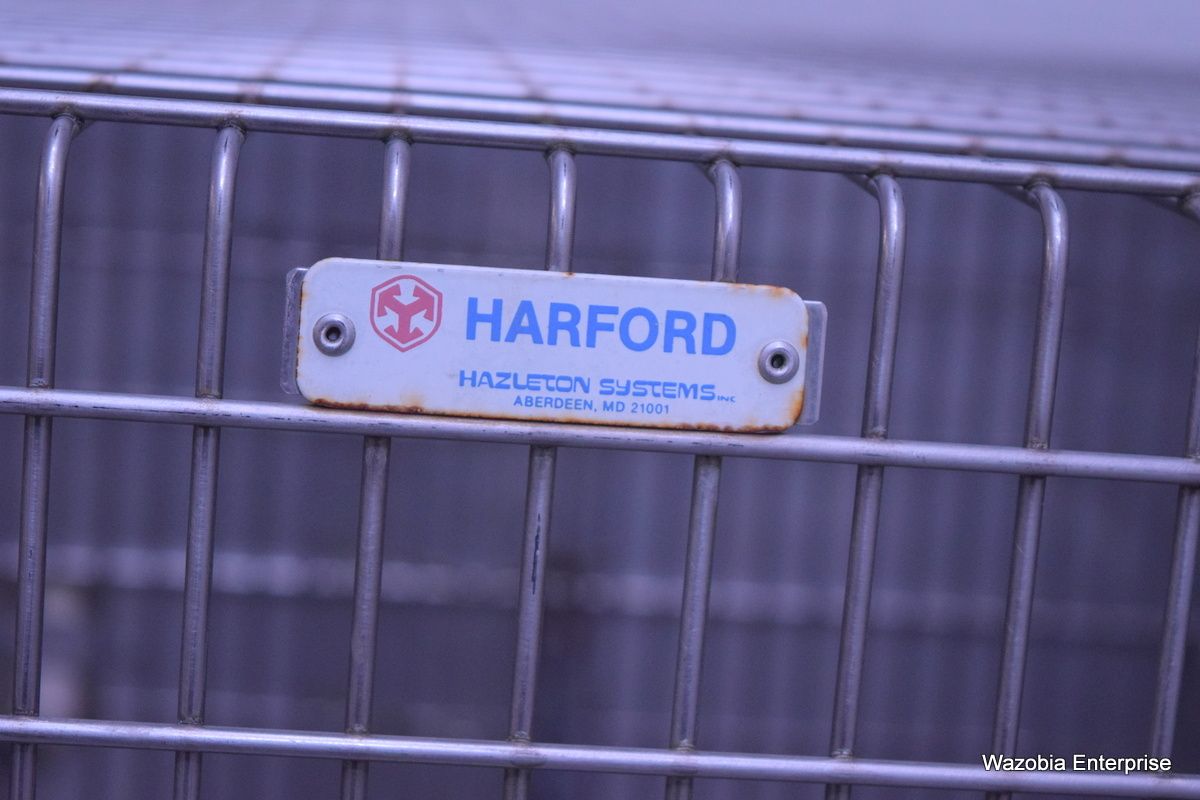 HARFORD
HAZLETON SYSTEMS INC
ABERDEEN, MD 21001
Wazobia Enterprise